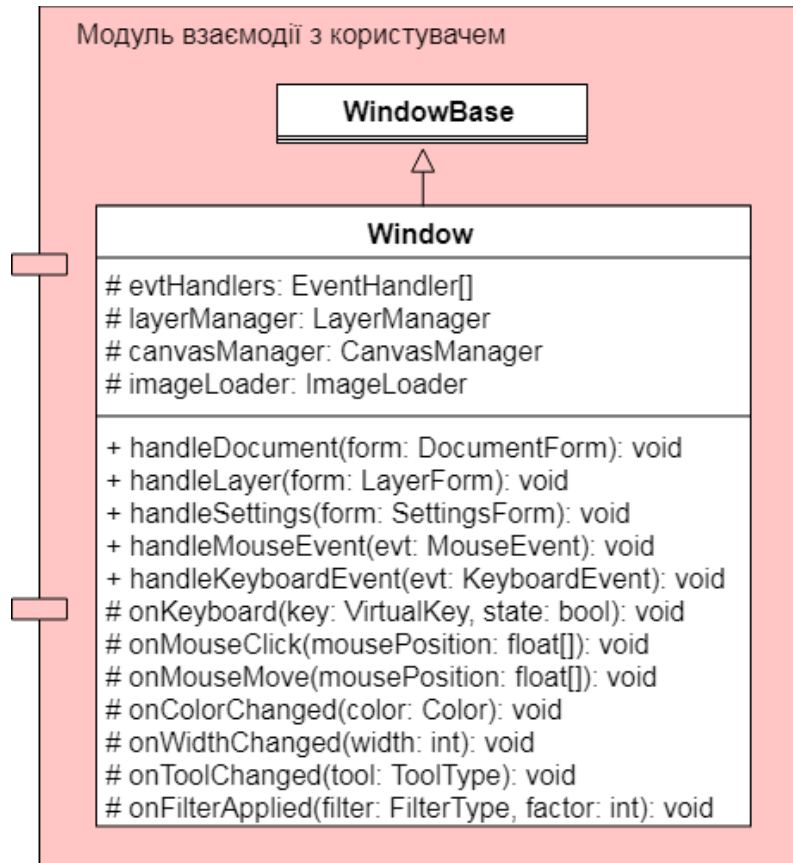 Модуль взаємодії з користувачем
WindowBase
Window
# evtHandlers: EventHandler[]
# layerManager: LayerManager
# canvasManager: CanvasManager
# imageLoader: ImageLoader
+ handleDocument(form: DocumentForm): void
+ handleLayer(form: LayerForm): void
+ handleSettings(form: SettingsForm): void
+ handleMouseEvent(evt: MouseEvent): void
+ handleKeyboardEvent(evt: KeyboardEvent): void
# onKeyboard(key: VirtualKey, state: bool): void
# onMouseClick(mousePosition: float[]): void
# onMouseMove(mousePosition: float[]): void
# onColorChanged(color: Color): void
# onWidthChanged(width: int): void
# onToolChanged(tool: ToolType): void
# onFilterApplied(filter: FilterType, factor: int): void